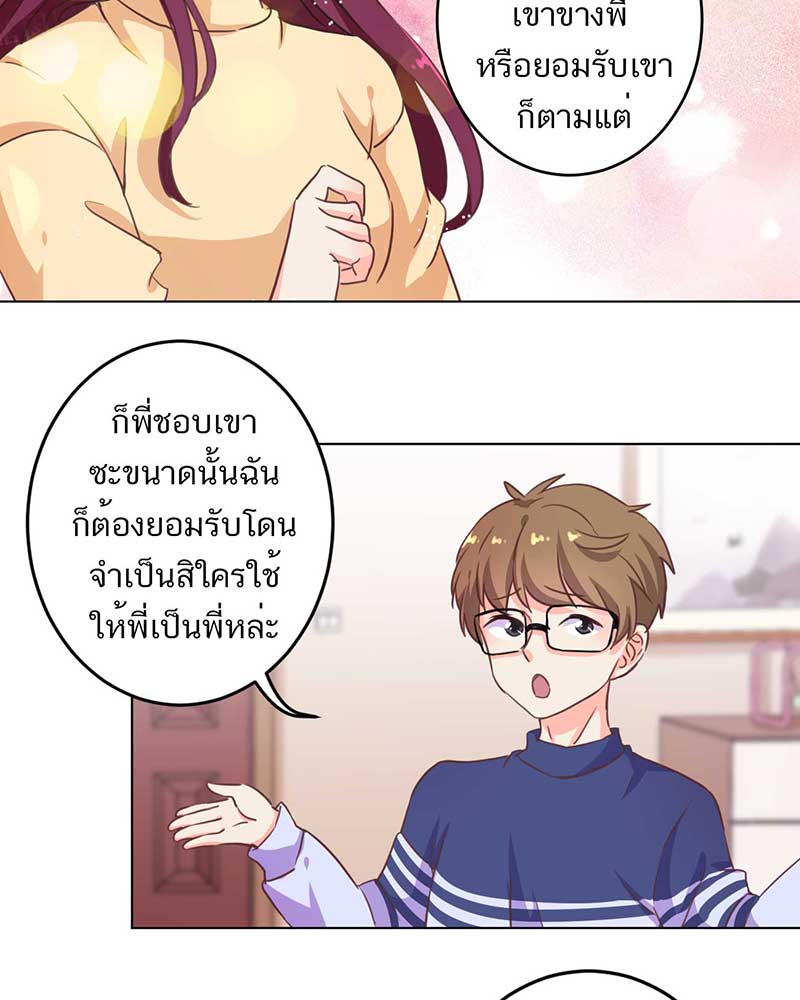 เขาข้างพี่
หรือยอมรับเขา
ก็ตามแต่
ก็พี่ชอบเขา
ซะขนาดนั้นฉัน
ก็ต้องยอมรับโดน
จำเป็นสิใครใช้
ให้พี่เป็นพี่หล่ะ